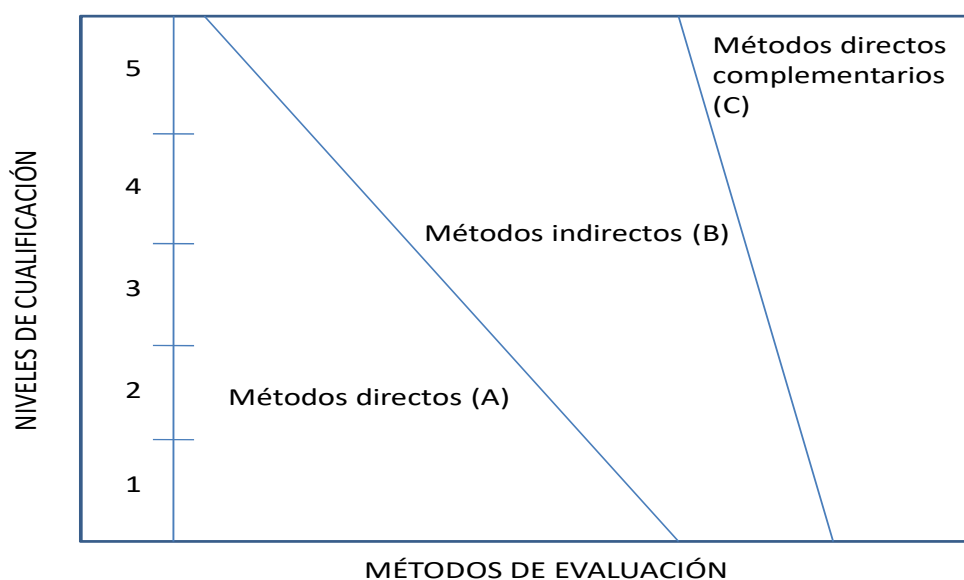 Métodos directos
complementarios
(C)
5
4
Métodos indirectos (B)
3
2
Métodos directos (A)
1
NIVELES DE CUALIFICACIÓN
MÉTODOS DE EVALUACIÓN